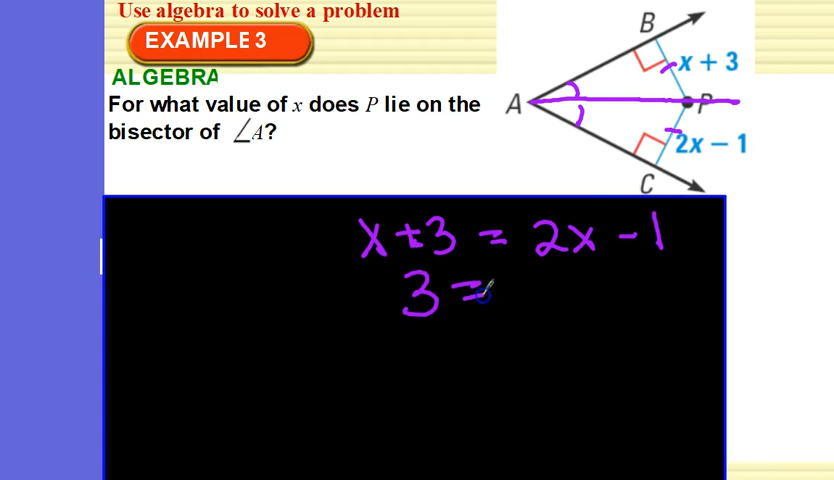 Use algebra to solve a problem
EXAMPLE 3
ALGEBRA
For what value of x does P lie on the
bisector of ∠A?
B
x + 3
A
P
2x – 1
C
x + 3 = 2x - 1
3 =